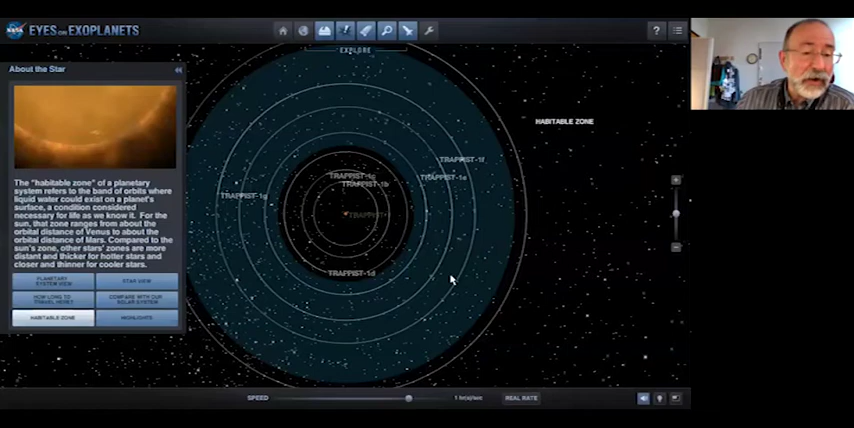 NASA
EYES ON EXOPLANETS
?
EXPLORE
About the Star
The "habitable zone" of a planetary
system refers to the band of orbits where
liquid water could exist on a planet's
surface, a condition considered
necessary for life as we know it. For the
sun, that zone ranges from about the
orbital distance of Venus to about the
orbital distance of Mars. Compared to the
sun's zone, other stars' zones are more
distant and thicker for hotter stars and
closer and thinner for cooler stars.
PLANETARY
SYSTEM VIEW
STAR VIEW
HOW LONG TO
TRAVEL HERE?
COMPARE WITH OUR
SOLAR SYSTEM
HABITABLE ZONE
HIGHLIGHTS
HABITABLE ZONE
TRAPPIST-1f
TRAPPIST-1c
TRAPPIST-1e
TRAPPIST-1b
TRAPPIST-1g
TRAPPIST-1d
SPEED
1 hr(s)/sec
REAL RATE